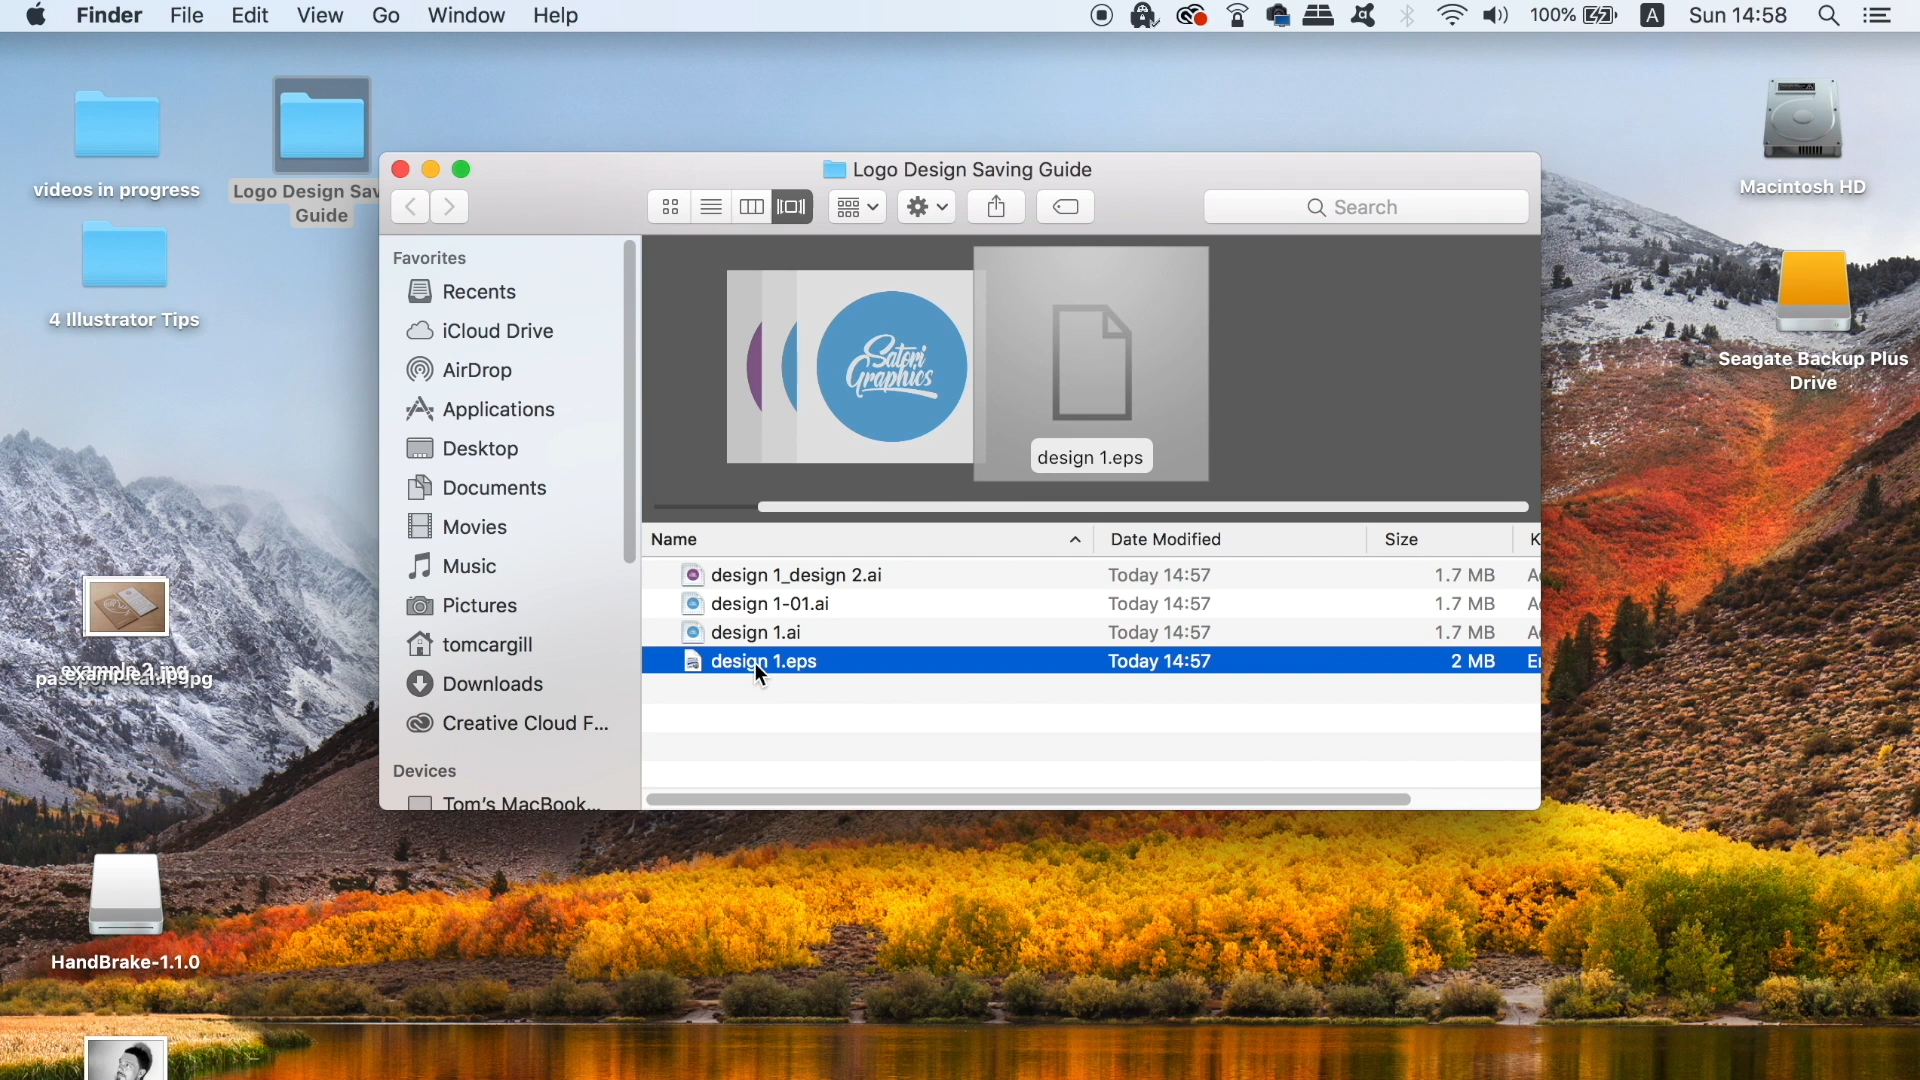 Finder File Edit View Go Window Help
100% A Sun 14:58
videos in progress
Logo Design Sav
Guide
4 Illustrator Tips
example 2.jpg
HandBrake-1.1.0
Macintosh HD
Seagate Backup Plus
Drive
Logo Design Saving Guide
Search
Favorites
Recents
iCloud Drive
AirDrop
Applications
Desktop
Documents
Movies
Music
Pictures
tomcargill
Downloads
Creative Cloud F...
Devices
Tom's MacBook...
Satori
Graphics
design 1.eps
Name Date Modified Size K
design 1_design 2.ai Today 14:57 1.7 MB A
design 1-01.ai Today 14:57 1.7 MB A
design 1.ai Today 14:57 1.7 MB A
design 1.eps Today 14:57 2 MB E